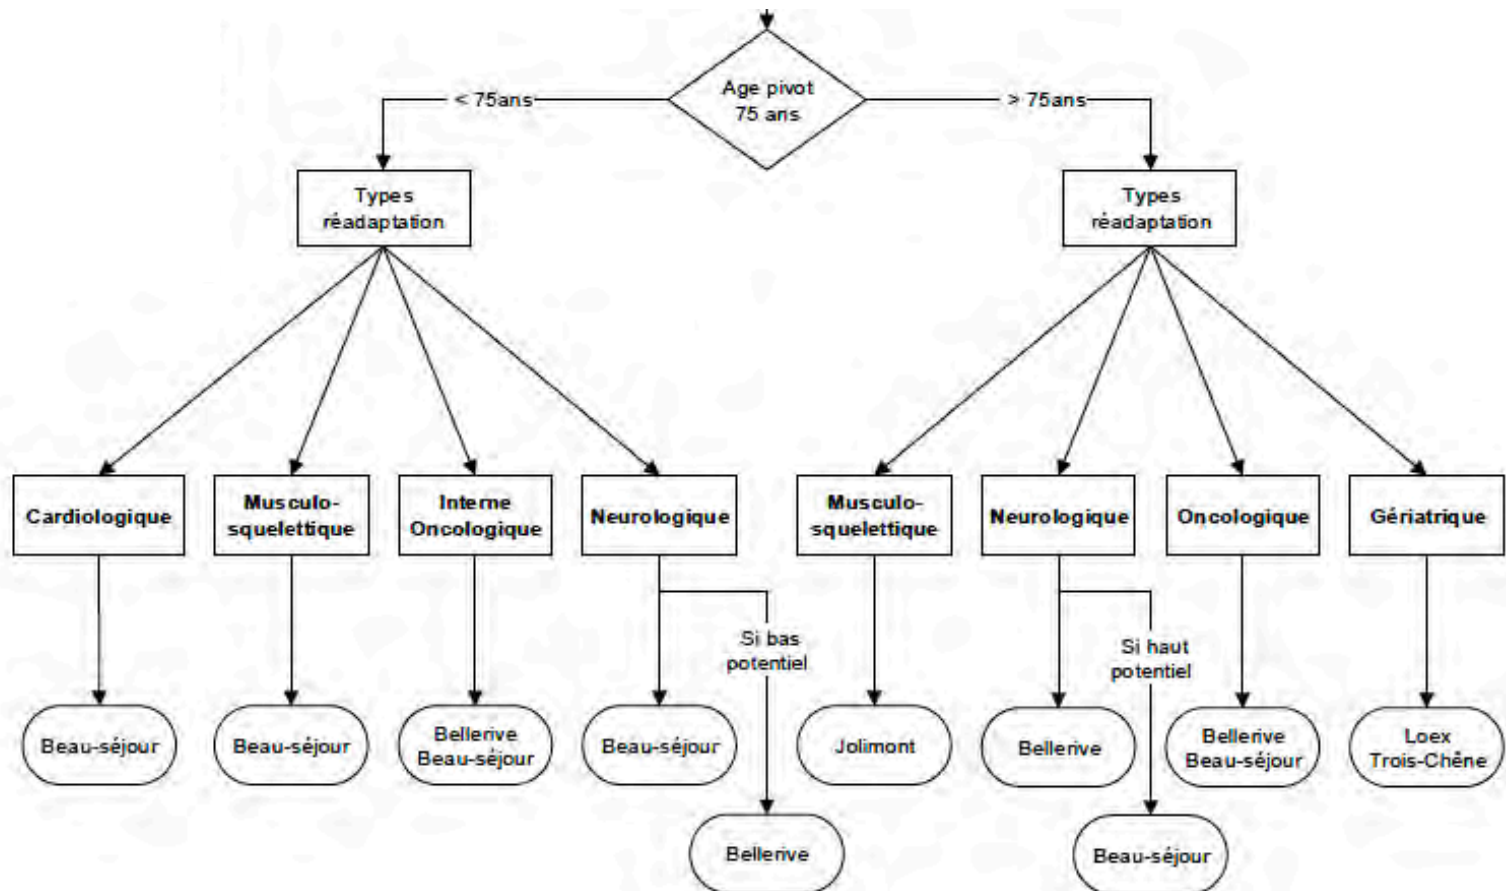 Age pivot
75 ans
< 75ans
> 75ans
Types
réadaptation
Types
réadaptation
Cardiologique
Musculo-
squelettique
Interne
Oncologique
Neurologique
Musculo-
squelettique
Neurologique
Oncologique
Gériatrique
Si bas
potentiel
Si haut
potentiel
Beau-séjour
Beau-séjour
Bellerive
Beau-séjour
Beau-séjour
Jolimont
Bellerive
Bellerive
Beau-séjour
Loex
Trois-Chêne
Bellerive
Beau-séjour